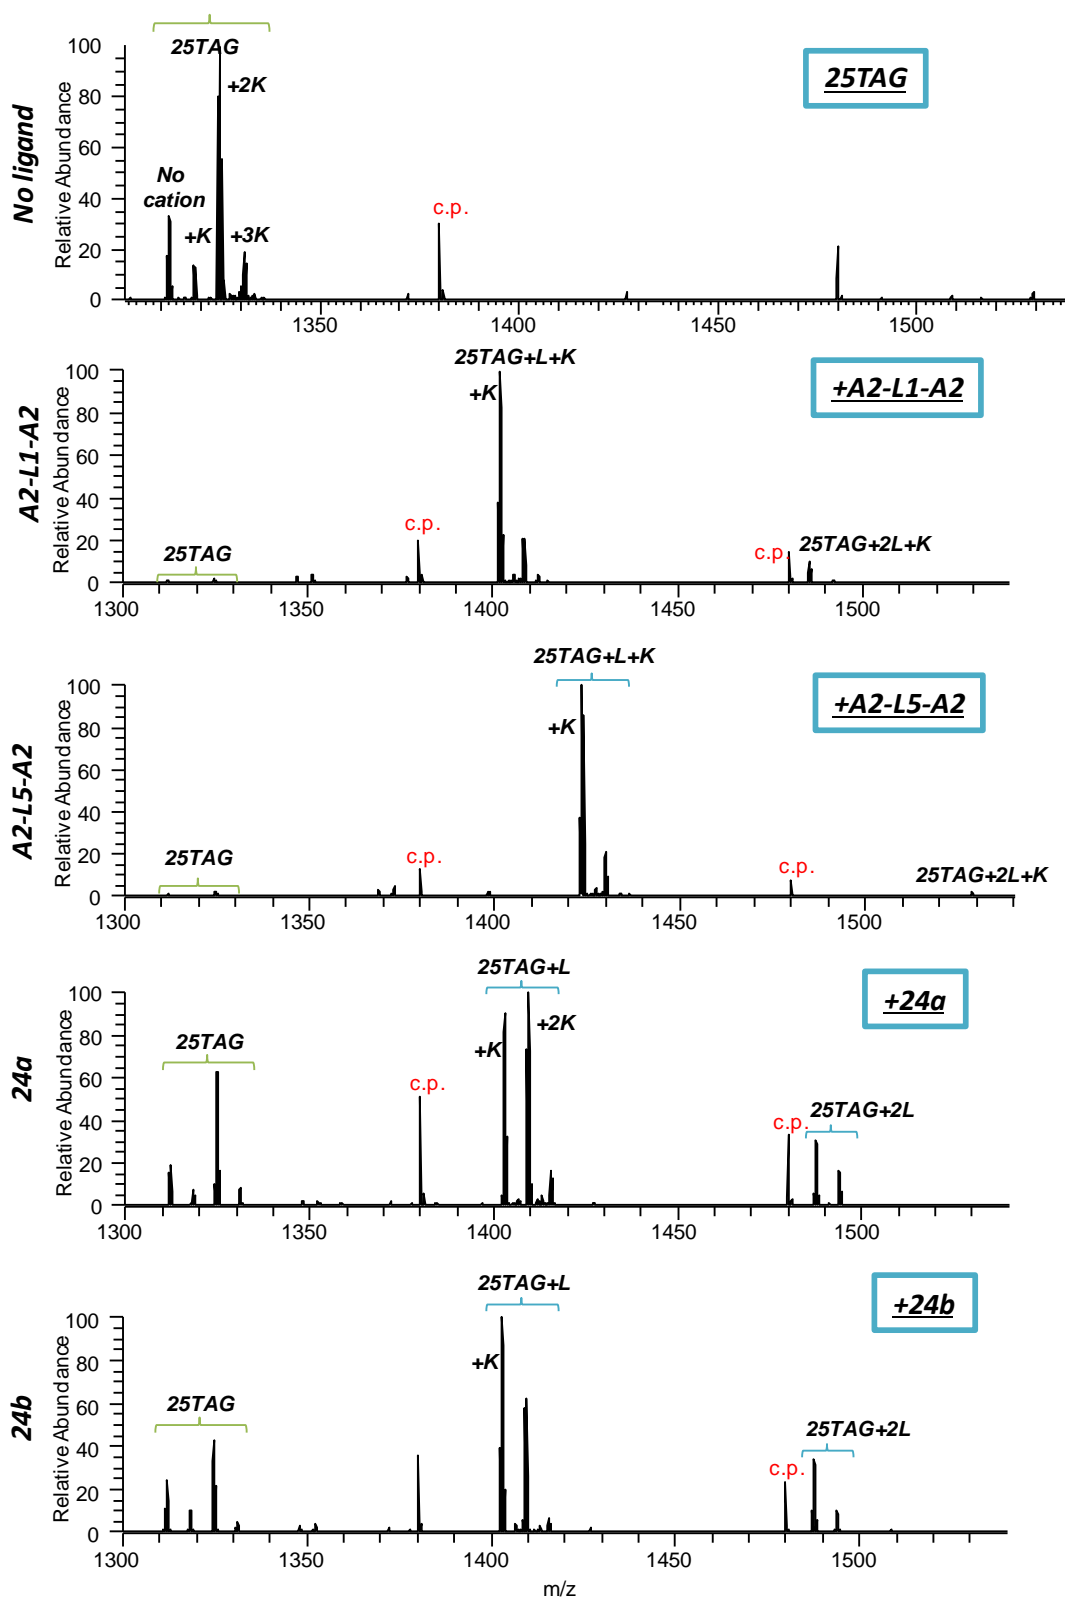 25TAG
100
80
60
40
20
0
+2K
No
cation
+K
+3K
c.p.
25TAG
No ligand
Relative Abundance
1350
1400
1450
1500
25TAG+L+K
+A2-L1-A2
100
80
60
40
20
0
+K
c.p.
25TAG
c.p.
25TAG+2L+K
A2-L1-A2
Relative Abundance
1300
1350
1400
1450
1500
25TAG+L+K
+A2-L5-A2
100
80
60
40
20
0
+K
c.p.
25TAG
c.p.
25TAG+2L+K
A2-L5-A2
Relative Abundance
1300
1350
1400
1450
1500
25TAG+L
+24a
100
80
60
40
20
0
25TAG
+K
+2K
c.p.
c.p.
25TAG+2L
24a
Relative Abundance
1300
1350
1400
1450
1500
25TAG+L
+24b
100
80
60
40
20
0
+K
25TAG
25TAG+2L
c.p.
24b
Relative Abundance
1300
1350
1400
1450
1500
m/z